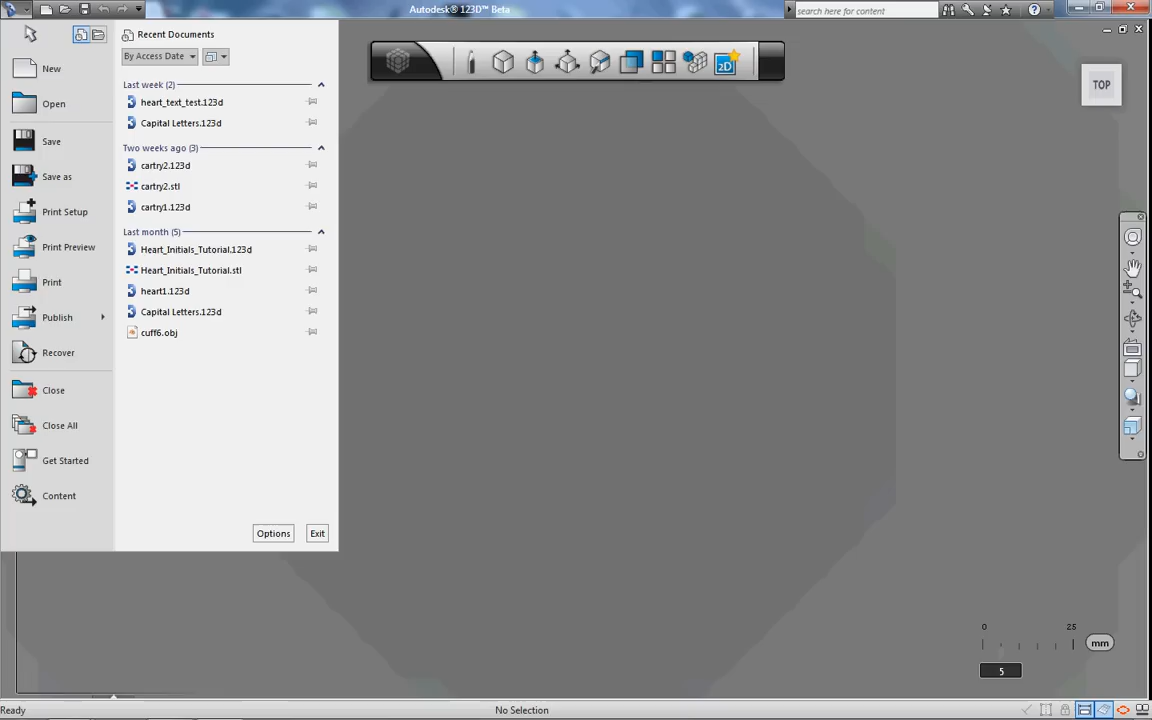 Autodesk® 123D™ Beta
search here for content
Recent Documents
By Access Date
New
Open
Save
Save as
Print Setup
Print Preview
Print
Publish
Recover
Close
Close All
Get Started
Content
Last week (2)
heart_text_test.123d
Capital Letters.123d
Two weeks ago (3)
cartry2.123d
cartry2.stl
cartry1.123d
Last month (5)
Heart_Initials_Tutorial.123d
Heart_Initials_Tutorial.stl
heart1.123d
Capital Letters.123d
cuff6.obj
Options
Exit
2D
TOP
0 25
mm
5
Ready
No Selection